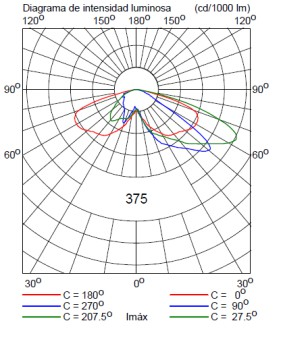 Diagrama de intensidad luminosa (cd/1000 lm)
120° 150° 180° 150° 120°
90° 90°
60° 60°
375
30° 0° 30°
C = 180° C = 0°
C = 270° C = 90°
C = 207.5° Imáx C = 27.5°